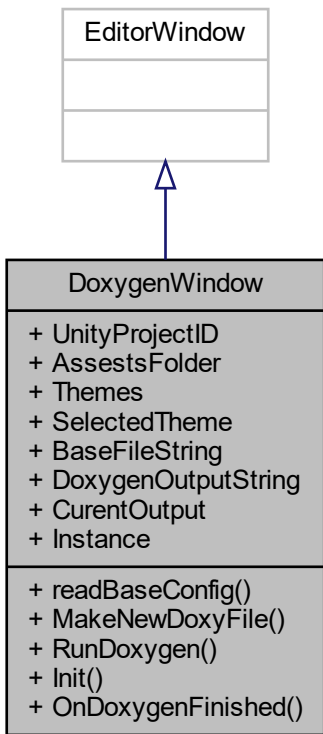 EditorWindow
DoxygenWindow
+ UnityProjectID
+ AssestsFolder
+ Themes
+ SelectedTheme
+ BaseFileString
+ DoxygenOutputString
+ CurentOutput
+ Instance
+ readBaseConfig()
+ MakeNewDoxyFile()
+ RunDoxygen()
+ Init()
+ OnDoxygenFinished()